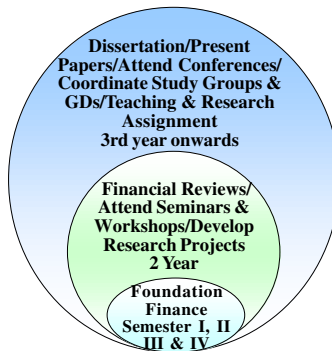 Dissertation/Present
Papers/Attend Conferences/
Coordinate Study Groups &
GDs/Teaching & Research
Assignment
3rd year onwards
Financial Reviews/
Attend Seminars &
Workshops/Develop
Research Projects
2 Year
Foundation
Finance
Semester I, II
III & IV